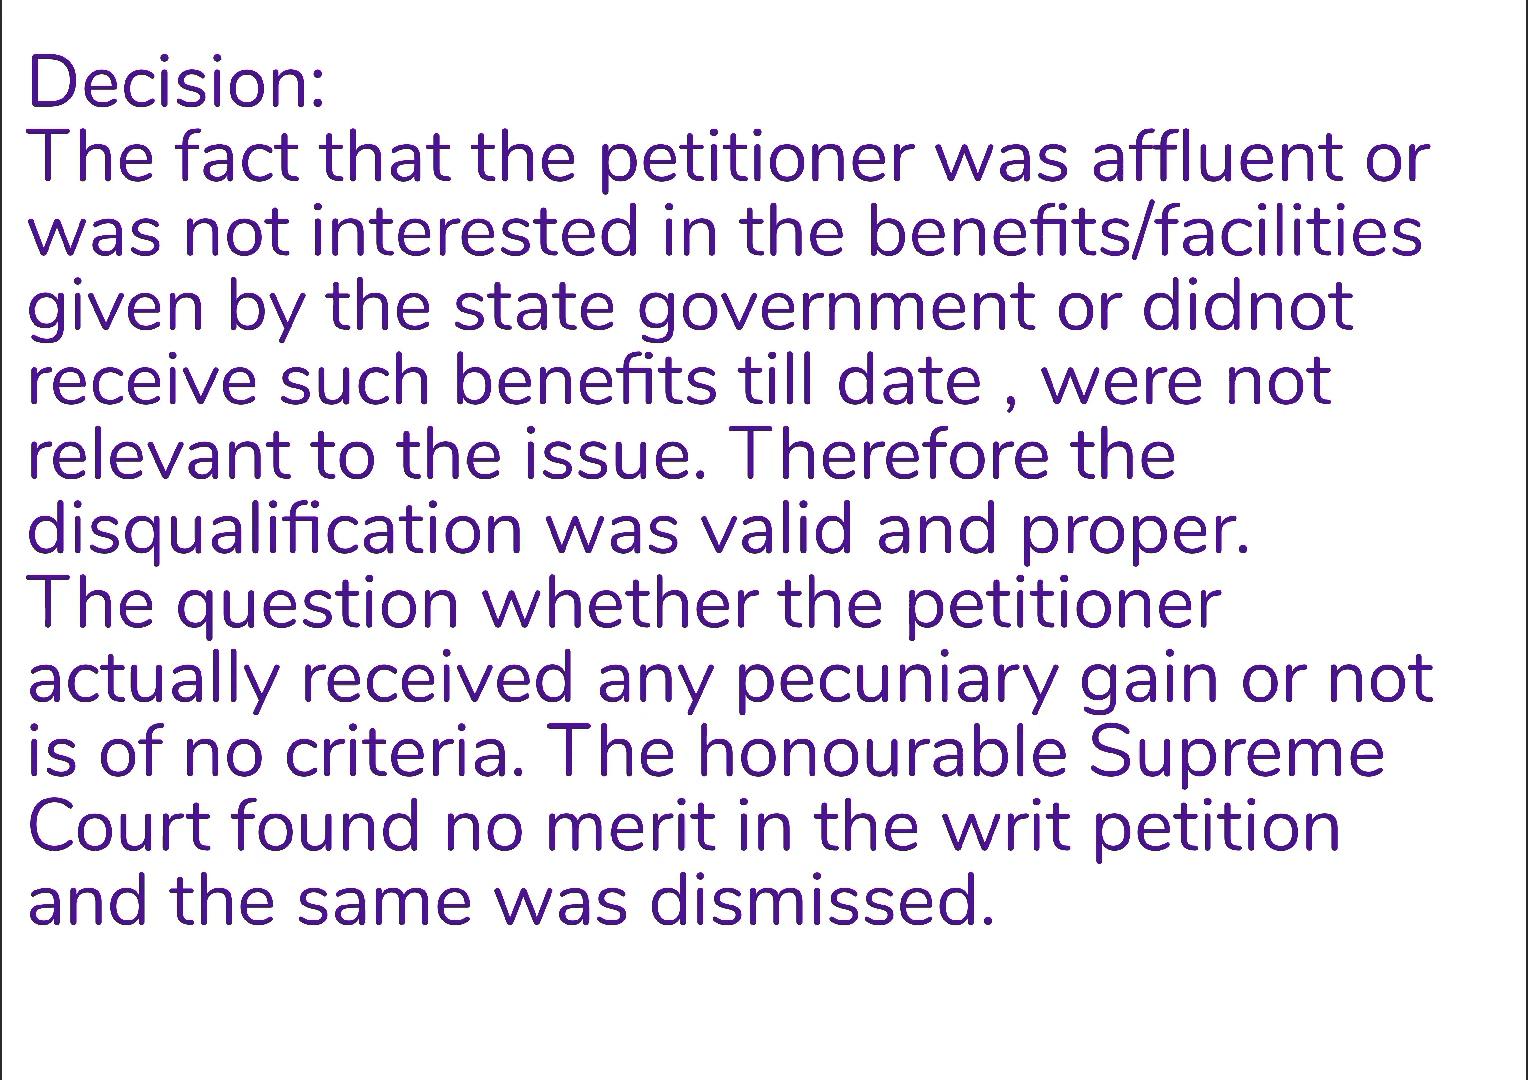 Decision:
The fact that the petitioner was affluent or
was not interested in the benefits/facilities
given by the state government or didnot
receive such benefits till date , were not
relevant to the issue. Therefore the
disqualification was valid and proper.
The question whether the petitioner
actually received any pecuniary gain or not
is of no criteria. The honourable Supreme
Court found no merit in the writ petition
and the same was dismissed.